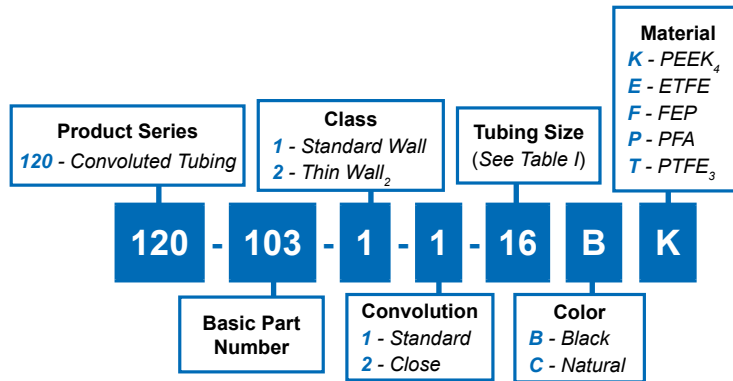 Material
K - PEEK4
E - ETFE
F - FEP
P - PFA
T - PTFE3
Class
1 - Standard Wall
2 - Thin Wall2
Product Series
120 - Convoluted Tubing
Tubing Size
(See Table I)
120 - 103 - 1 - 1 - 16 B K
Basic Part
Number
Convolution
1 - Standard
2 - Close
Color
B - Black
C - Natural